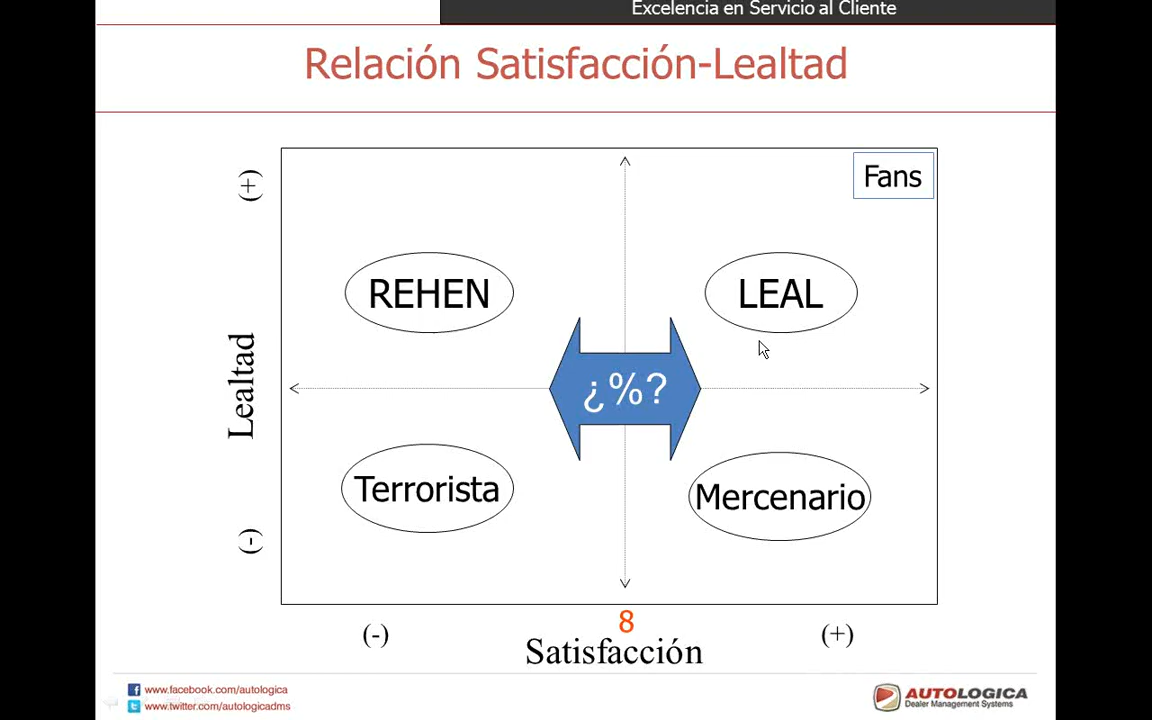 Excelencia en Servicio al Cliente
Relación Satisfacción-Lealtad
(+)
Fans
REHEN
LEAL
Lealtad
¿%?
Terrorista
Mercenario
(-)
8
(-)
(+)
Satisfacción
www.facebook.com/autologica
www.twitter.com/autologicadms
AUTOLOGICA
Dealer Management Systems